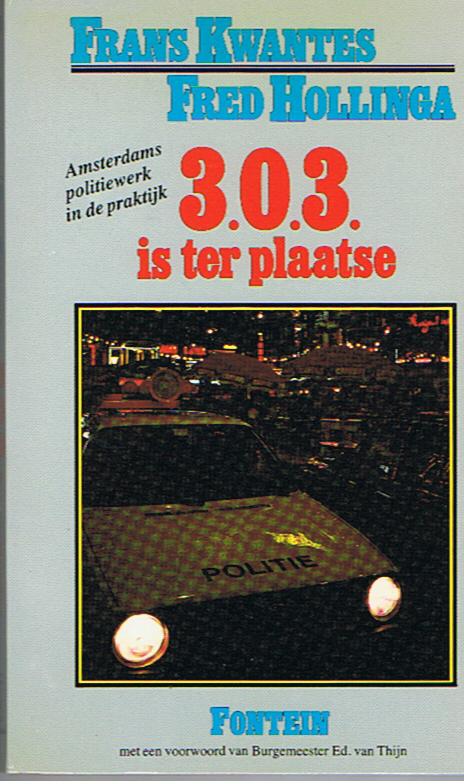 FRANS KWANTES
FRED HOLLINGA
Amsterdams
politiewerk
in de praktijk
3.0.3.
is ter plaatse
POLITIE
FONTEIN
met een voorwoord van Burgemeester Ed. van Thijn